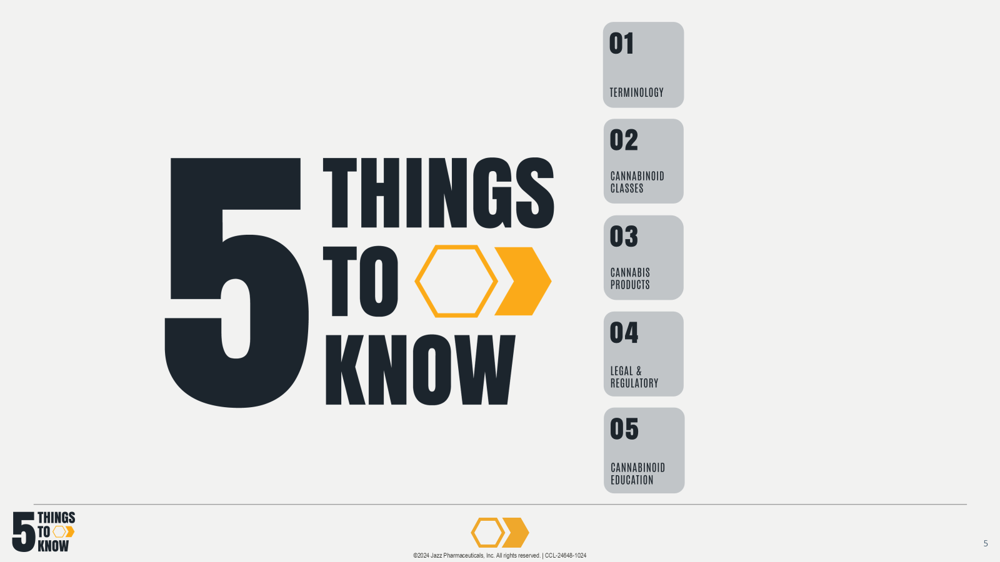 5 THINGS
TO
KNOW
01
TERMINOLOGY
02
CANNABINOID
CLASSES
03
CANNABIS
PRODUCTS
04
LEGAL &
REGULATORY
05
CANNABINOID
EDUCATION
5 THINGS
TO
KNOW
©2024 Jazz Pharmaceuticals, Inc. All rights reserved. | CCL-24648-1024
5